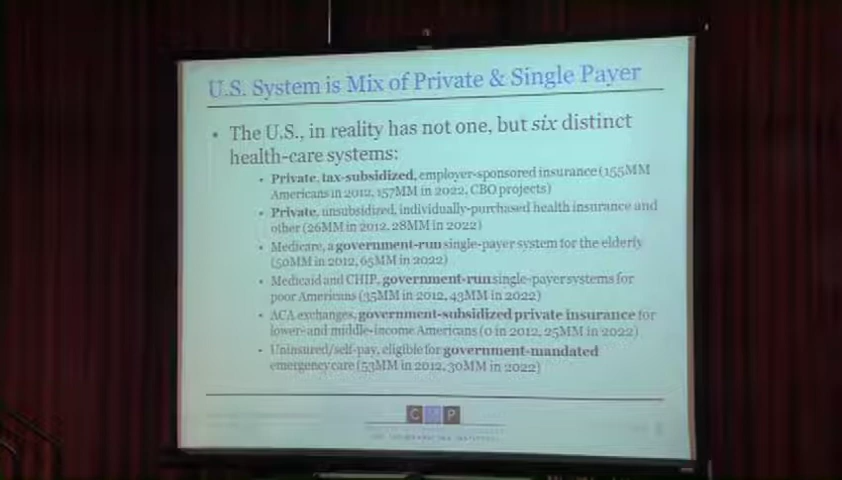 U.S. System is Mix of Private & Single Payer
• The U.S., in reality has not one, but six distinct
health-care systems:
• Private, tax-subsidized, employer-sponsored insurance (155MM
Americans in 2012, 157MM in 2022, CBO projects)
• Private, unsubsidized, individually-purchased health insurance and
other (26MM in 2012, 28MM in 2022)
• Medicare, a government-run single-payer system for the elderly
(50MM in 2012, 65MM in 2022)
• Medicaid and CHIP, government-run single-payer systems for
poor Americans (35MM in 2012, 43MM in 2022)
• ACA exchanges, government-subsidized private insurance for
lower- and middle-income Americans (0 in 2012, 25MM in 2022)
• Uninsured/self-pay, eligible for government-mandated
emergency care (53MM in 2012, 30MM in 2022)
C M P